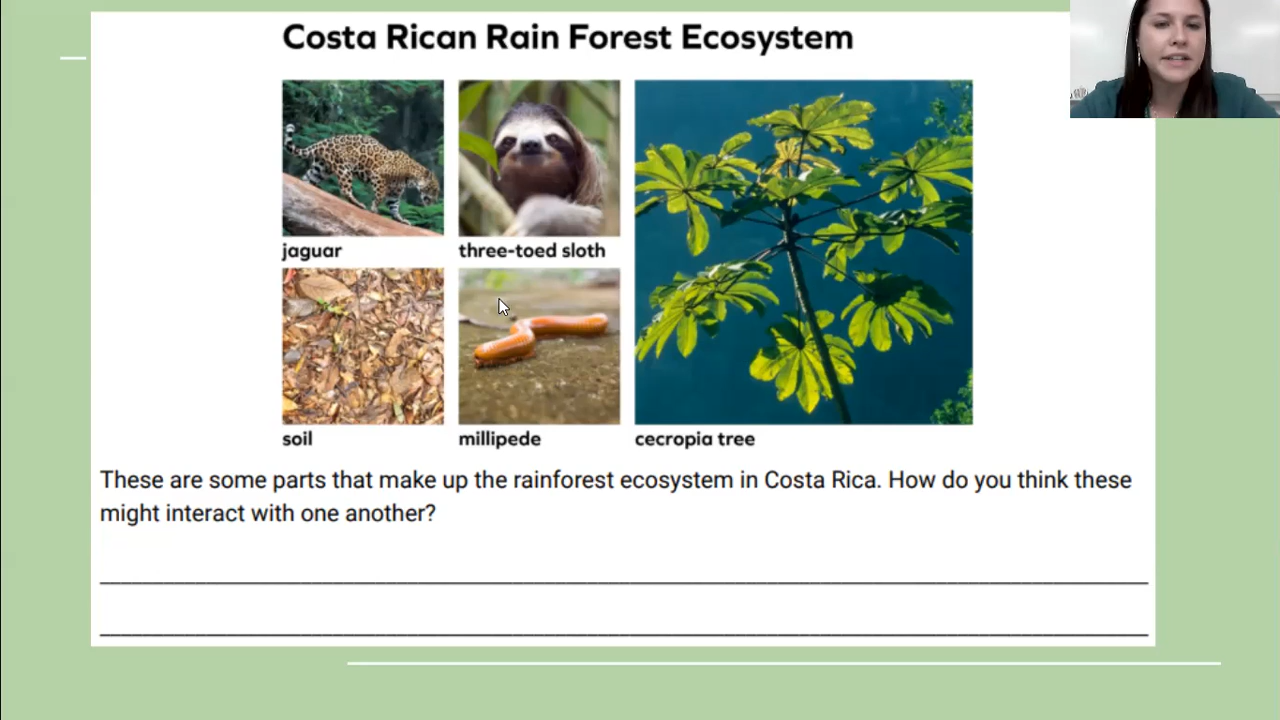 Costa Rican Rain Forest Ecosystem
jaguar
three-toed sloth
soil
millipede
cecropia tree
These are some parts that make up the rainforest ecosystem in Costa Rica. How do you think these
might interact with one another?